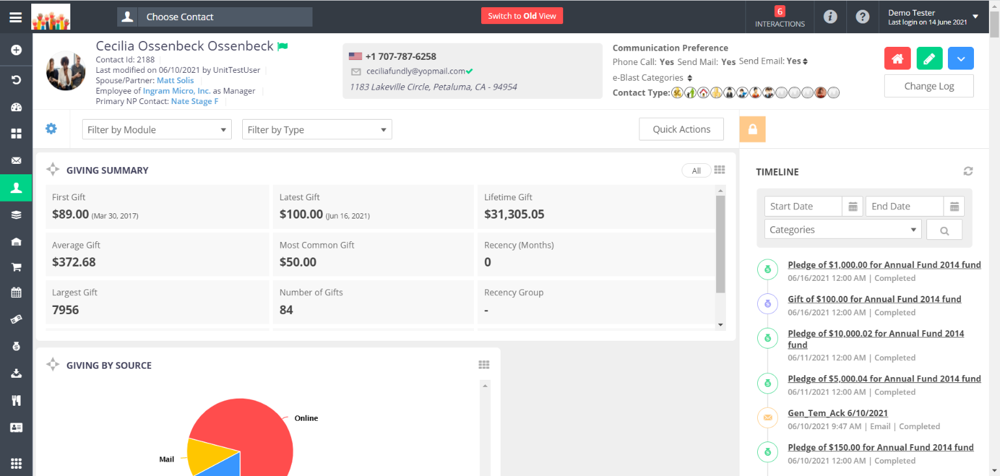 Choose Contact
Switch to Old View
6
INTERACTIONS
Demo Tester
Last login on 14 June 2021
Cecilia Ossenbeck Ossenbeck
Contact Id: 2188
Last modified on 06/10/2021 by UnitTestUser
Spouse/Partner: Matt Solis
Employee of Ingram Micro, Inc. as Manager
Primary NP Contact: Nate Stage F
+1 707-787-6258
ceciliafundly@yopmail.com
1183 Lakeville Circle, Petaluma, CA - 94954
Communication Preference
Phone Call: Yes Send Mail: Yes Send Email: Yes
e-Blast Categories
Contact Type:
SC
Change Log
Filter by Module
Filter by Type
Quick Actions
GIVING SUMMARY
All
First Gift
$89.00 (Mar 30, 2017)
Latest Gift
$100.00 (Jun 16, 2021)
Lifetime Gift
$31,305.05
Average Gift
$372.68
Most Common Gift
$50.00
Recency (Months)
0
Largest Gift
7956
Number of Gifts
84
Recency Group
-
GIVING BY SOURCE
Online
Mail
TIMELINE
Start Date
End Date
Categories
Pledge of $1,000.00 for Annual Fund 2014 fund
06/16/2021 12:00 AM | Completed
Gift of $100.00 for Annual Fund 2014 fund
06/16/2021 12:00 AM | Completed
Pledge of $10,000.02 for Annual Fund 2014
fund
06/11/2021 12:00 AM | Completed
Pledge of $5,000.04 for Annual Fund 2014 fund
06/11/2021 12:00 AM | Completed
Gen_Tem_Ack 6/10/2021
06/10/2021 9:47 AM | Email | Completed
Pledge of $150.00 for Annual Fund 2014 fund
06/10/2021 12:00 AM | Completed